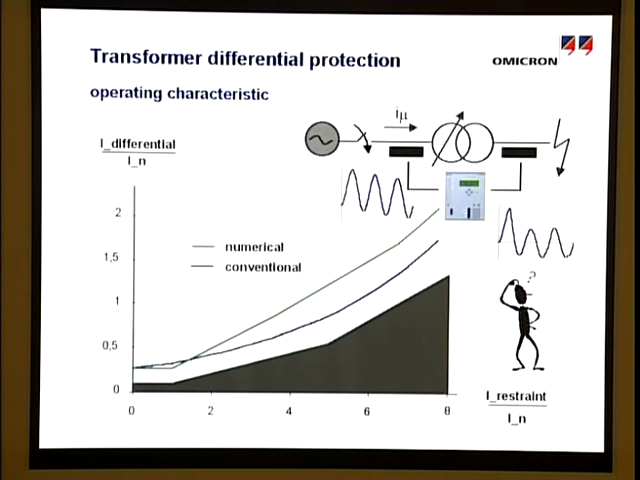 Transformer differential protection
OMICRON
operating characteristic
iμ
I_differential
I_n
2
numerical
1,5
conventional
1
?
0,5
0
0
2
4
6
8
I_restraint
I_n